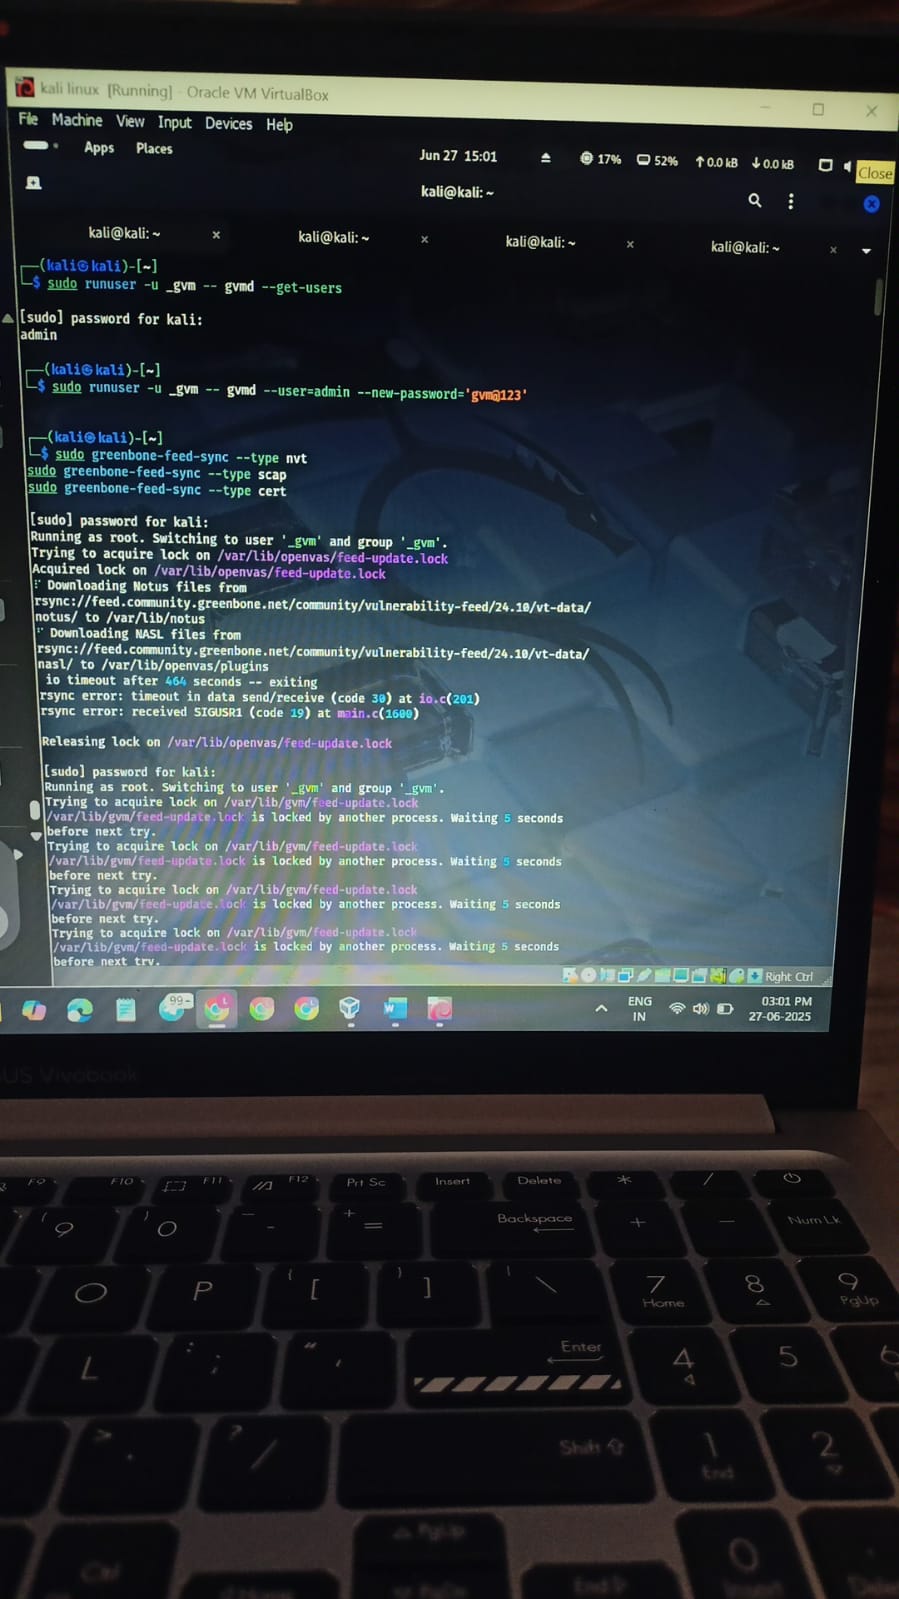 kali linux [Running] - Oracle VM VirtualBox
File Machine View Input Devices Help
Apps Places
Jun 27 15:01
17% 52% ↑0.0 kB ↓0.0 kB
Close
kali@kali: ~
kali@kali: ~ × kali@kali: ~ × kali@kali: ~ × kali@kali: ~ ×
┌──(kali㉿kali)-[~]
└─$ sudo runuser -u _gvm -- gvmd --get-users
[sudo] password for kali:
admin
┌──(kali㉿kali)-[~]
└─$ sudo runuser -u _gvm -- gvmd --user=admin --new-password='gvm@123'
┌──(kali㉿kali)-[~]
└─$ sudo greenbone-feed-sync --type nvt
sudo greenbone-feed-sync --type scap
sudo greenbone-feed-sync --type cert
[sudo] password for kali:
Running as root. Switching to user '_gvm' and group '_gvm'.
Trying to acquire lock on /var/lib/openvas/feed-update.lock
Acquired lock on /var/lib/openvas/feed-update.lock
⠏ Downloading Notus files from
rsync://feed.community.greenbone.net/community/vulnerability-feed/24.10/vt-data/
notus/ to /var/lib/notus
⠋ Downloading NASL files from
rsync://feed.community.greenbone.net/community/vulnerability-feed/24.10/vt-data/
nasl/ to /var/lib/openvas/plugins
io timeout after 464 seconds -- exiting
rsync error: timeout in data send/receive (code 30) at io.c(201)
rsync error: received SIGUSR1 (code 19) at main.c(1600)
Releasing lock on /var/lib/openvas/feed-update.lock
[sudo] password for kali:
Running as root. Switching to user '_gvm' and group '_gvm'.
Trying to acquire lock on /var/lib/gvm/feed-update.lock
/var/lib/gvm/feed-update.lock is locked by another process. Waiting 5 seconds
before next try.
Trying to acquire lock on /var/lib/gvm/feed-update.lock
/var/lib/gvm/feed-update.lock is locked by another process. Waiting 5 seconds
before next try.
Trying to acquire lock on /var/lib/gvm/feed-update.lock
/var/lib/gvm/feed-update.lock is locked by another process. Waiting 5 seconds
before next try.
Trying to acquire lock on /var/lib/gvm/feed-update.lock
/var/lib/gvm/feed-update.lock is locked by another process. Waiting 5 seconds
before next try.
Right Ctrl
99+
ENG
IN
03:01 PM
27-06-2025
US Vivobook
F9 F10 F11 F12 Prt Sc Insert Delete * /
( 9 ) 0 _ - + = Backspace + - Num Lk
O P { [ } ] | \ 7 Home 8 9 PgUp
L : ; " ' Enter 4 5 6
> . ? / Shift 1 End 2
Ctrl PgUp 0
End